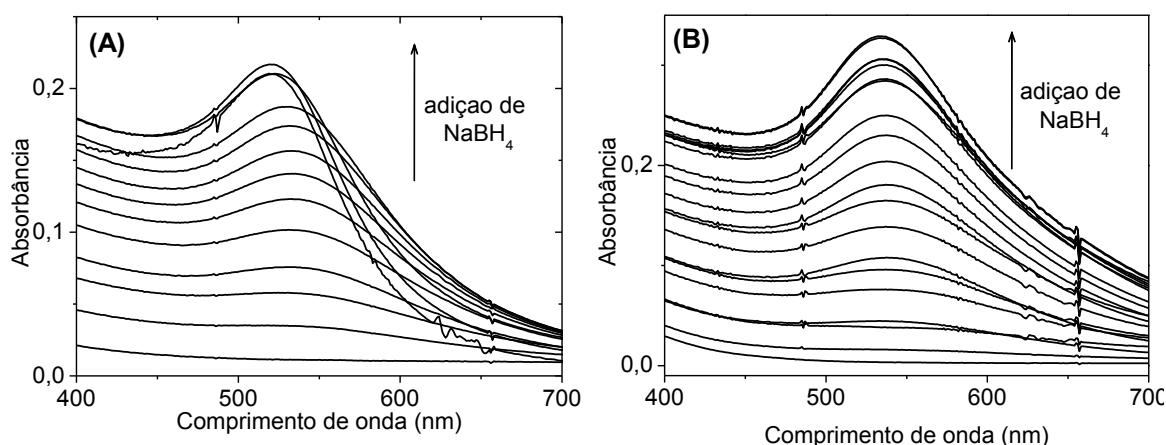 (A)
adiçao de
NaBH4
0,2
0,1
0,0
Absorbância
400 500 600 700
Comprimento de onda (nm)
(B)
adiçao de
NaBH4
0,2
0,0
Absorbância
400 500 600 700
Comprimento de onda (nm)